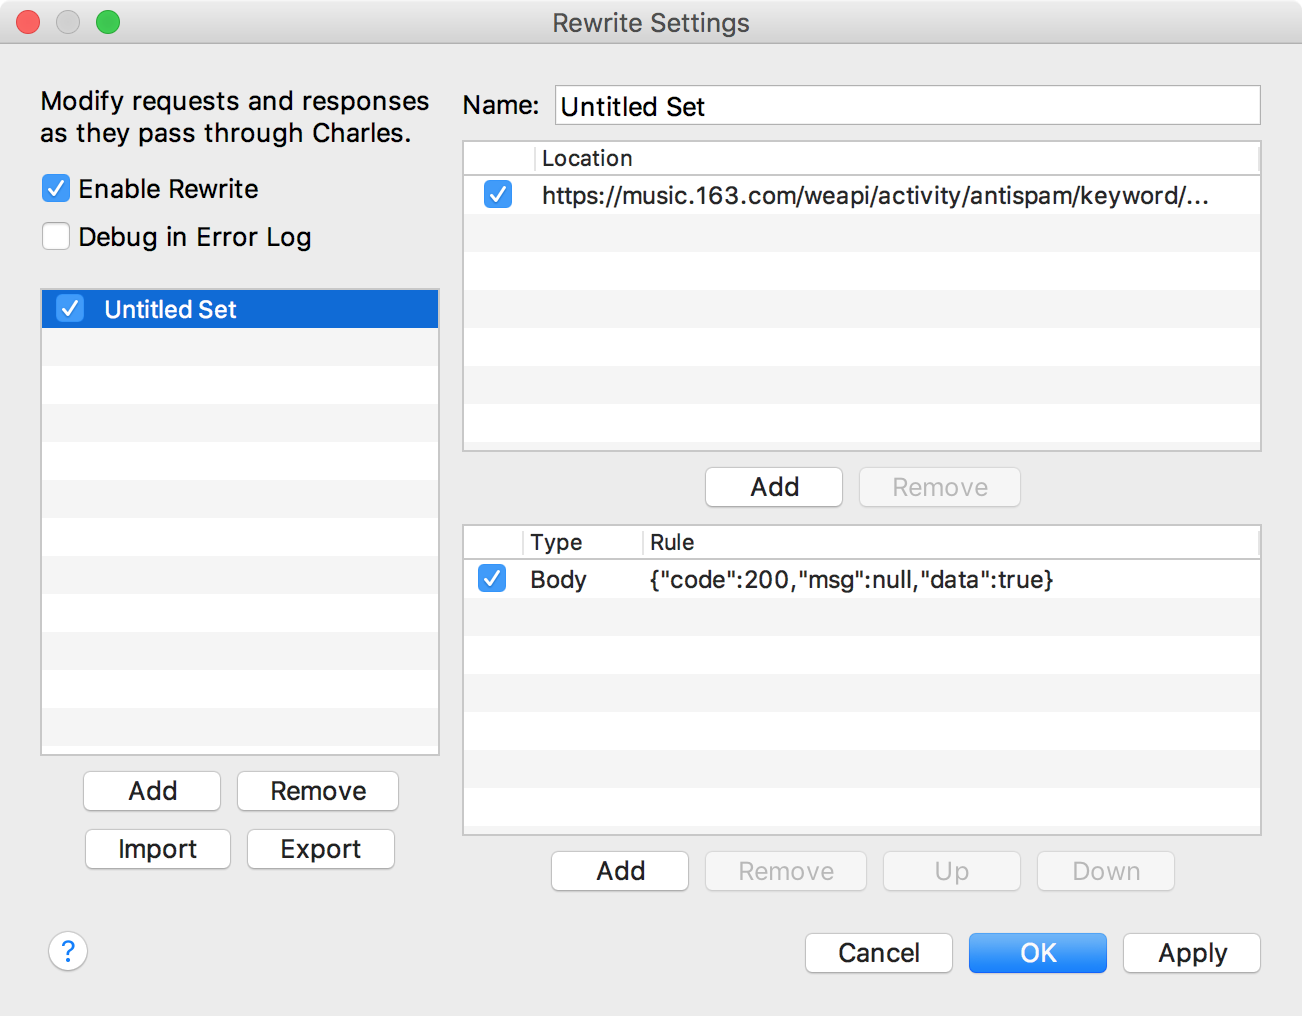 Rewrite Settings
Modify requests and responses
as they pass through Charles.
Enable Rewrite
Debug in Error Log
Untitled Set
Add Remove
Import Export
?
Name: Untitled Set
Location
https://music.163.com/weapi/activity/antispam/keyword/...
Add Remove
Type Rule
Body {"code":200,"msg":null,"data":true}
Add Remove Up Down
Cancel OK Apply